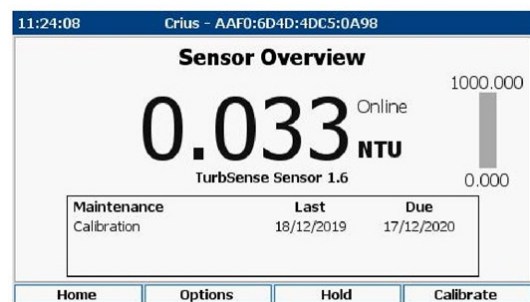 11:24:08 Crius - AAF0:6D4D:4DC5:0A98
Sensor Overview
1000.000
0.033 Online
NTU
TurbSense Sensor 1.6
0.000
Maintenance Last Due
Calibration 18/12/2019 17/12/2020
Home Options Hold Calibrate